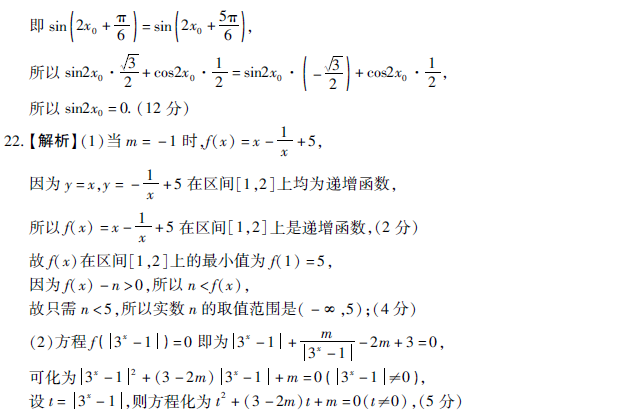 即 sin(2x₀ + π/6) = sin(2x₀ + 5π/6),
所以 sin2x₀ · √3/2 + cos2x₀ · 1/2 = sin2x₀ · (−√3/2) + cos2x₀ · 1/2,
所以 sin2x₀ = 0. (12 分)
22.【解析】(1)当 m = −1 时,f(x) = x − 1/x + 5,
因为 y = x, y = −1/x + 5 在区间[1,2]上均为递增函数,
所以 f(x) = x − 1/x + 5 在区间[1,2]上是递增函数,(2 分)
故 f(x)在区间[1,2]上的最小值为 f(1) = 5,
因为 f(x) − n > 0,所以 n < f(x),
故只需 n < 5,所以实数 n 的取值范围是( −∞ ,5);(4 分)
(2)方程 f(|3ˣ − 1|) = 0 即为|3ˣ − 1| + m/|3ˣ − 1| − 2m + 3 = 0,
可化为|3ˣ − 1|² + (3 − 2m)|3ˣ − 1| + m = 0(|3ˣ − 1| ≠ 0),
设 t = |3ˣ − 1|,则方程化为 t² + (3 − 2m)t + m = 0(t ≠ 0),(5 分)